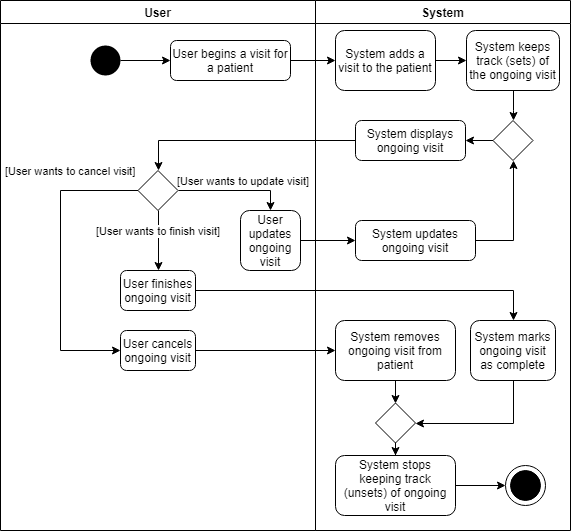 User
System
User begins a visit for
a patient
System adds a
visit to the patient
System keeps
track (sets) of
the ongoing visit
System displays
ongoing visit
[User wants to cancel visit]
[User wants to update visit]
User
updates
ongoing
visit
System updates
ongoing visit
[User wants to finish visit]
User finishes
ongoing visit
User cancels
ongoing visit
System removes
ongoing visit from
patient
System marks
ongoing visit
as complete
System stops
keeping track
(unsets) of ongoing
visit